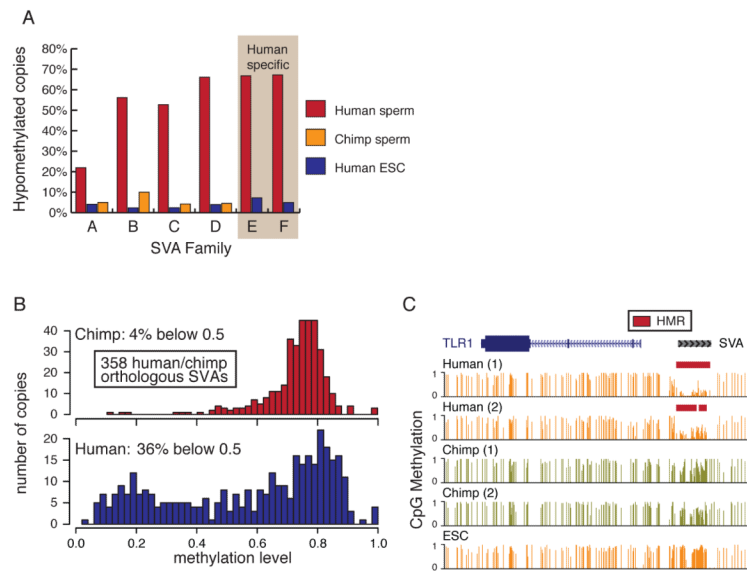 A
Hypomethylated copies
80%
70%
60%
50%
40%
30%
20%
10%
0%
Human
specific
A B C D E F
SVA Family
Human sperm
Chimp sperm
Human ESC
B
number of copies
Chimp: 4% below 0.5
358 human/chimp
orthologous SVAs
40
30
20
10
0
Human: 36% below 0.5
20
15
10
5
0
0.0 0.2 0.4 0.6 0.8 1.0
methylation level
C
HMR
TLR1
SVA
CpG Methylation
Human (1)
1
0
Human (2)
1
0
Chimp (1)
1
0
Chimp (2)
1
0
ESC
1
0